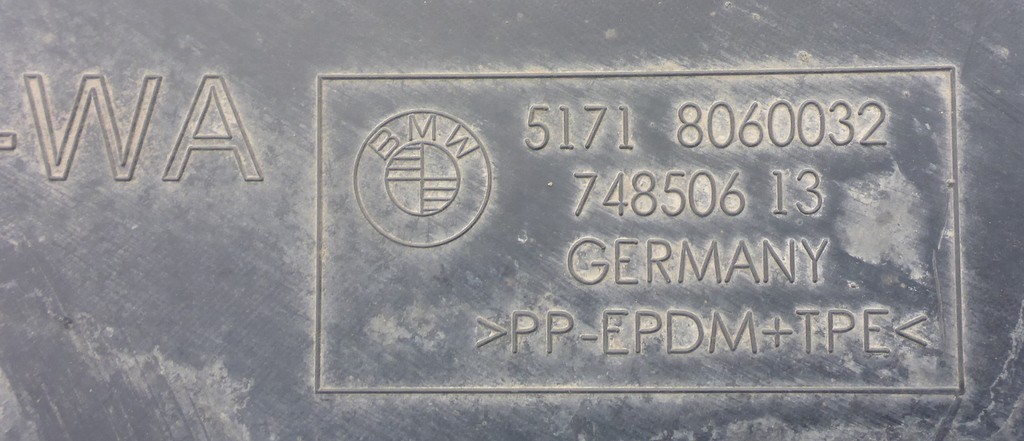 -WA
BMW
5171 8060032
748506 13
GERMANY
>PP-EPDM+TPE<